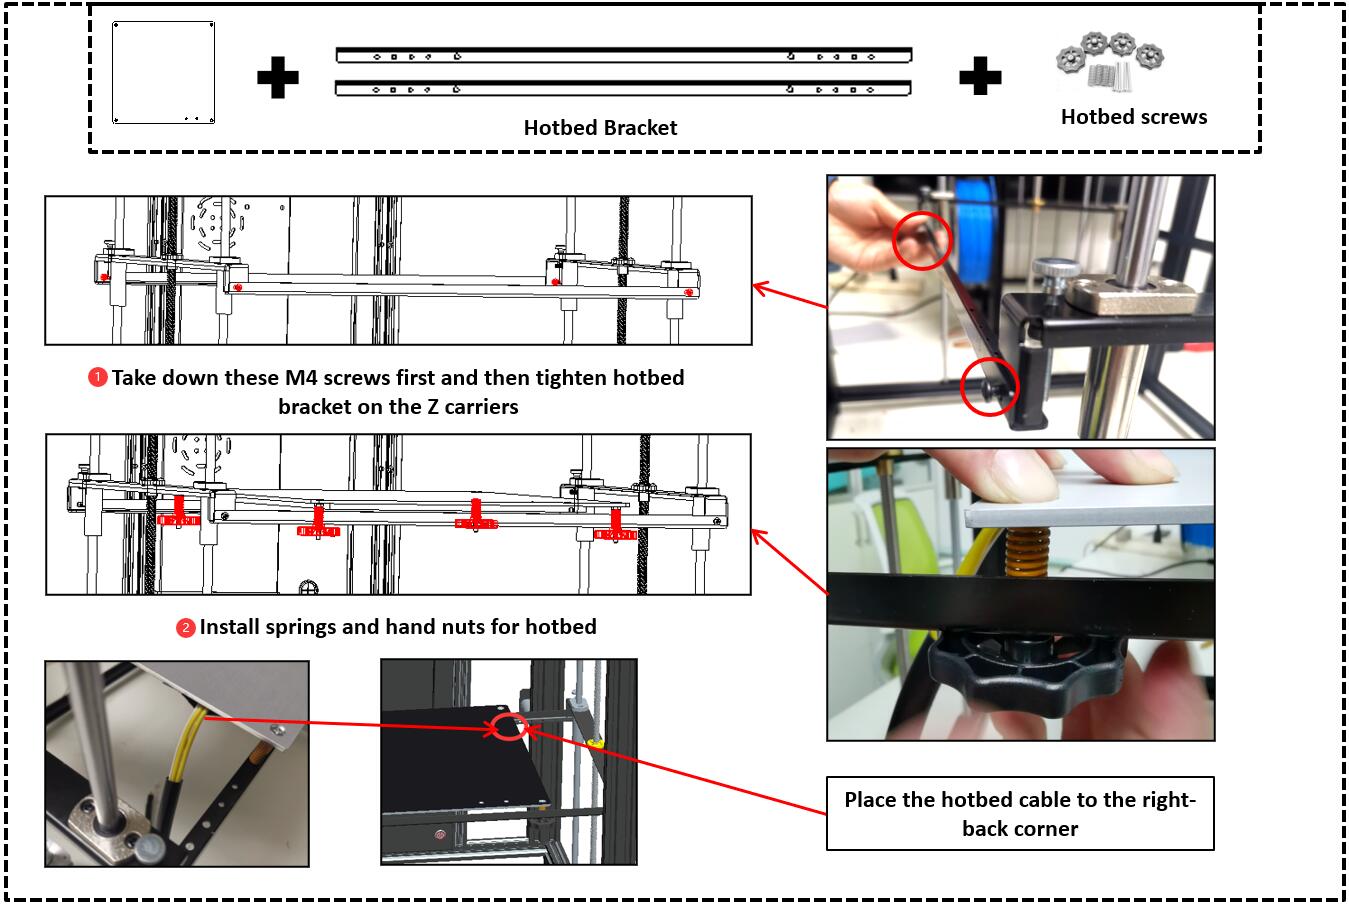 Hotbed Bracket
Hotbed screws
1 Take down these M4 screws first and then tighten hotbed
bracket on the Z carriers
2 Install springs and hand nuts for hotbed
Place the hotbed cable to the right-
back corner